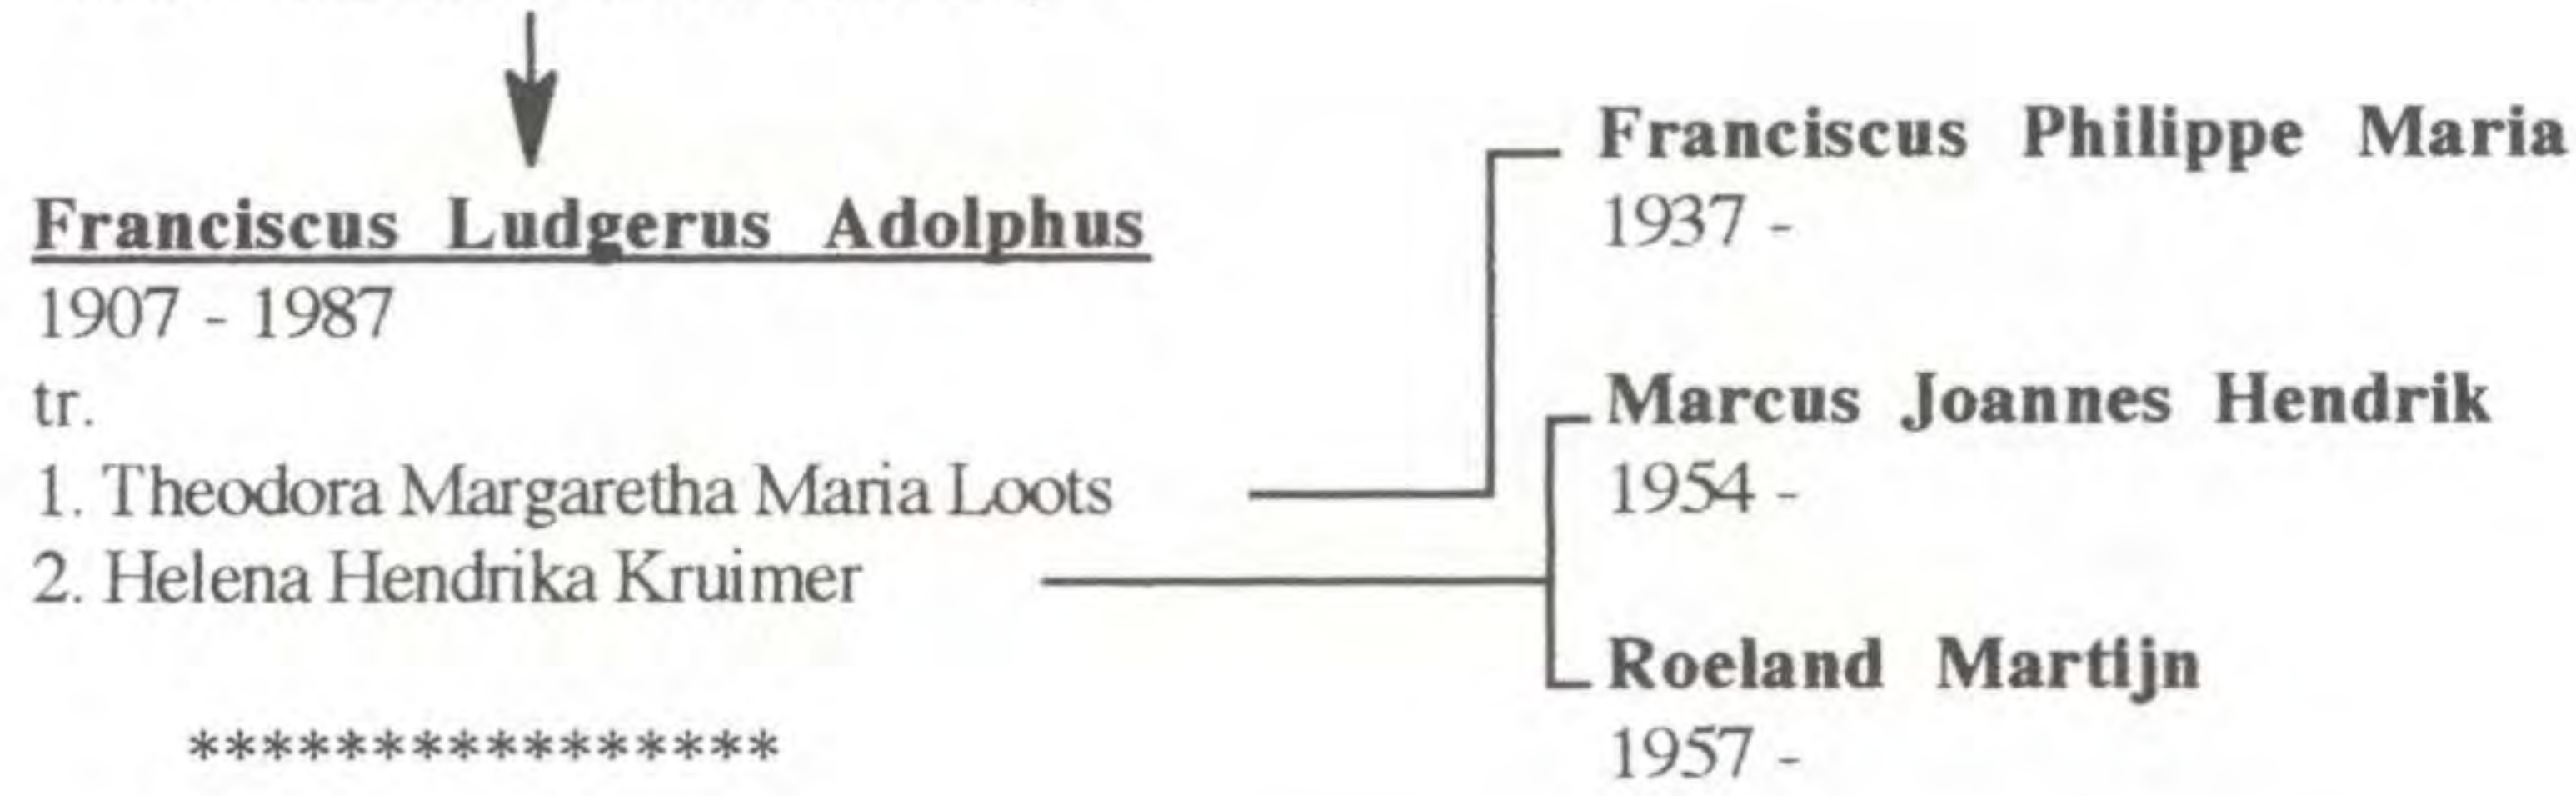 Franciscus Ludgerus Adolphus
1907 - 1987
tr.
1. Theodora Margaretha Maria Loots
2. Helena Hendrika Kruimer
****************
Franciscus Philippe Maria
1937 -
Marcus Joannes Hendrik
1954 -
Roeland Martijn
1957 -